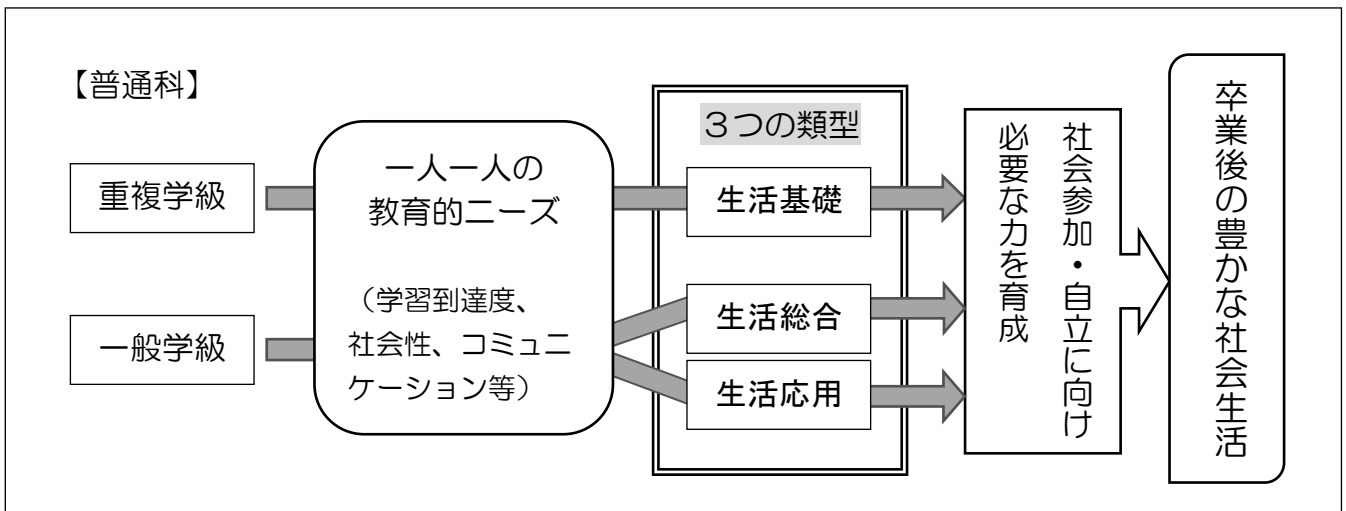 【普通科】
重複学級
一般学級
一人一人の
教育的ニーズ
（学習到達度、
社会性、コミュニ
ケーション等）
３つの類型
生活基礎
生活総合
生活応用
社会参加・自立に向け
必要な力を育成
卒業後の豊かな社会生活